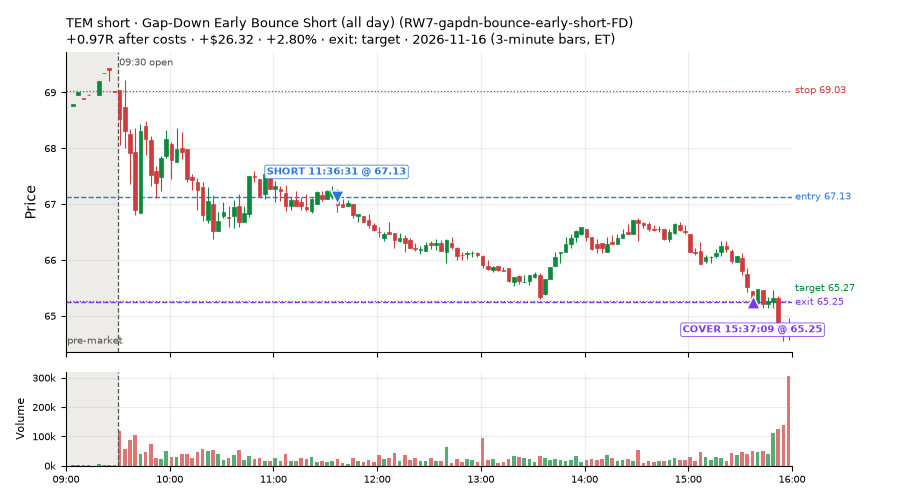 TEM short · Gap-Down Early Bounce Short (all day) (RW7-gapdn-bounce-early-short-FD)
+0.97R after costs · +$26.32 · +2.80% · exit: target · 2026-11-16 (3-minute bars, ET)
09:30 open
69
stop 69.03
68
SHORT 11:36:31 @ 67.13
Price
67
entry 67.13
66
target 65.27
exit 65.25
65
COVER 15:37:09 @ 65.25
pre-market
300k
200k
Volume
100k
0k
09:00 10:00 11:00 12:00 13:00 14:00 15:00 16:00